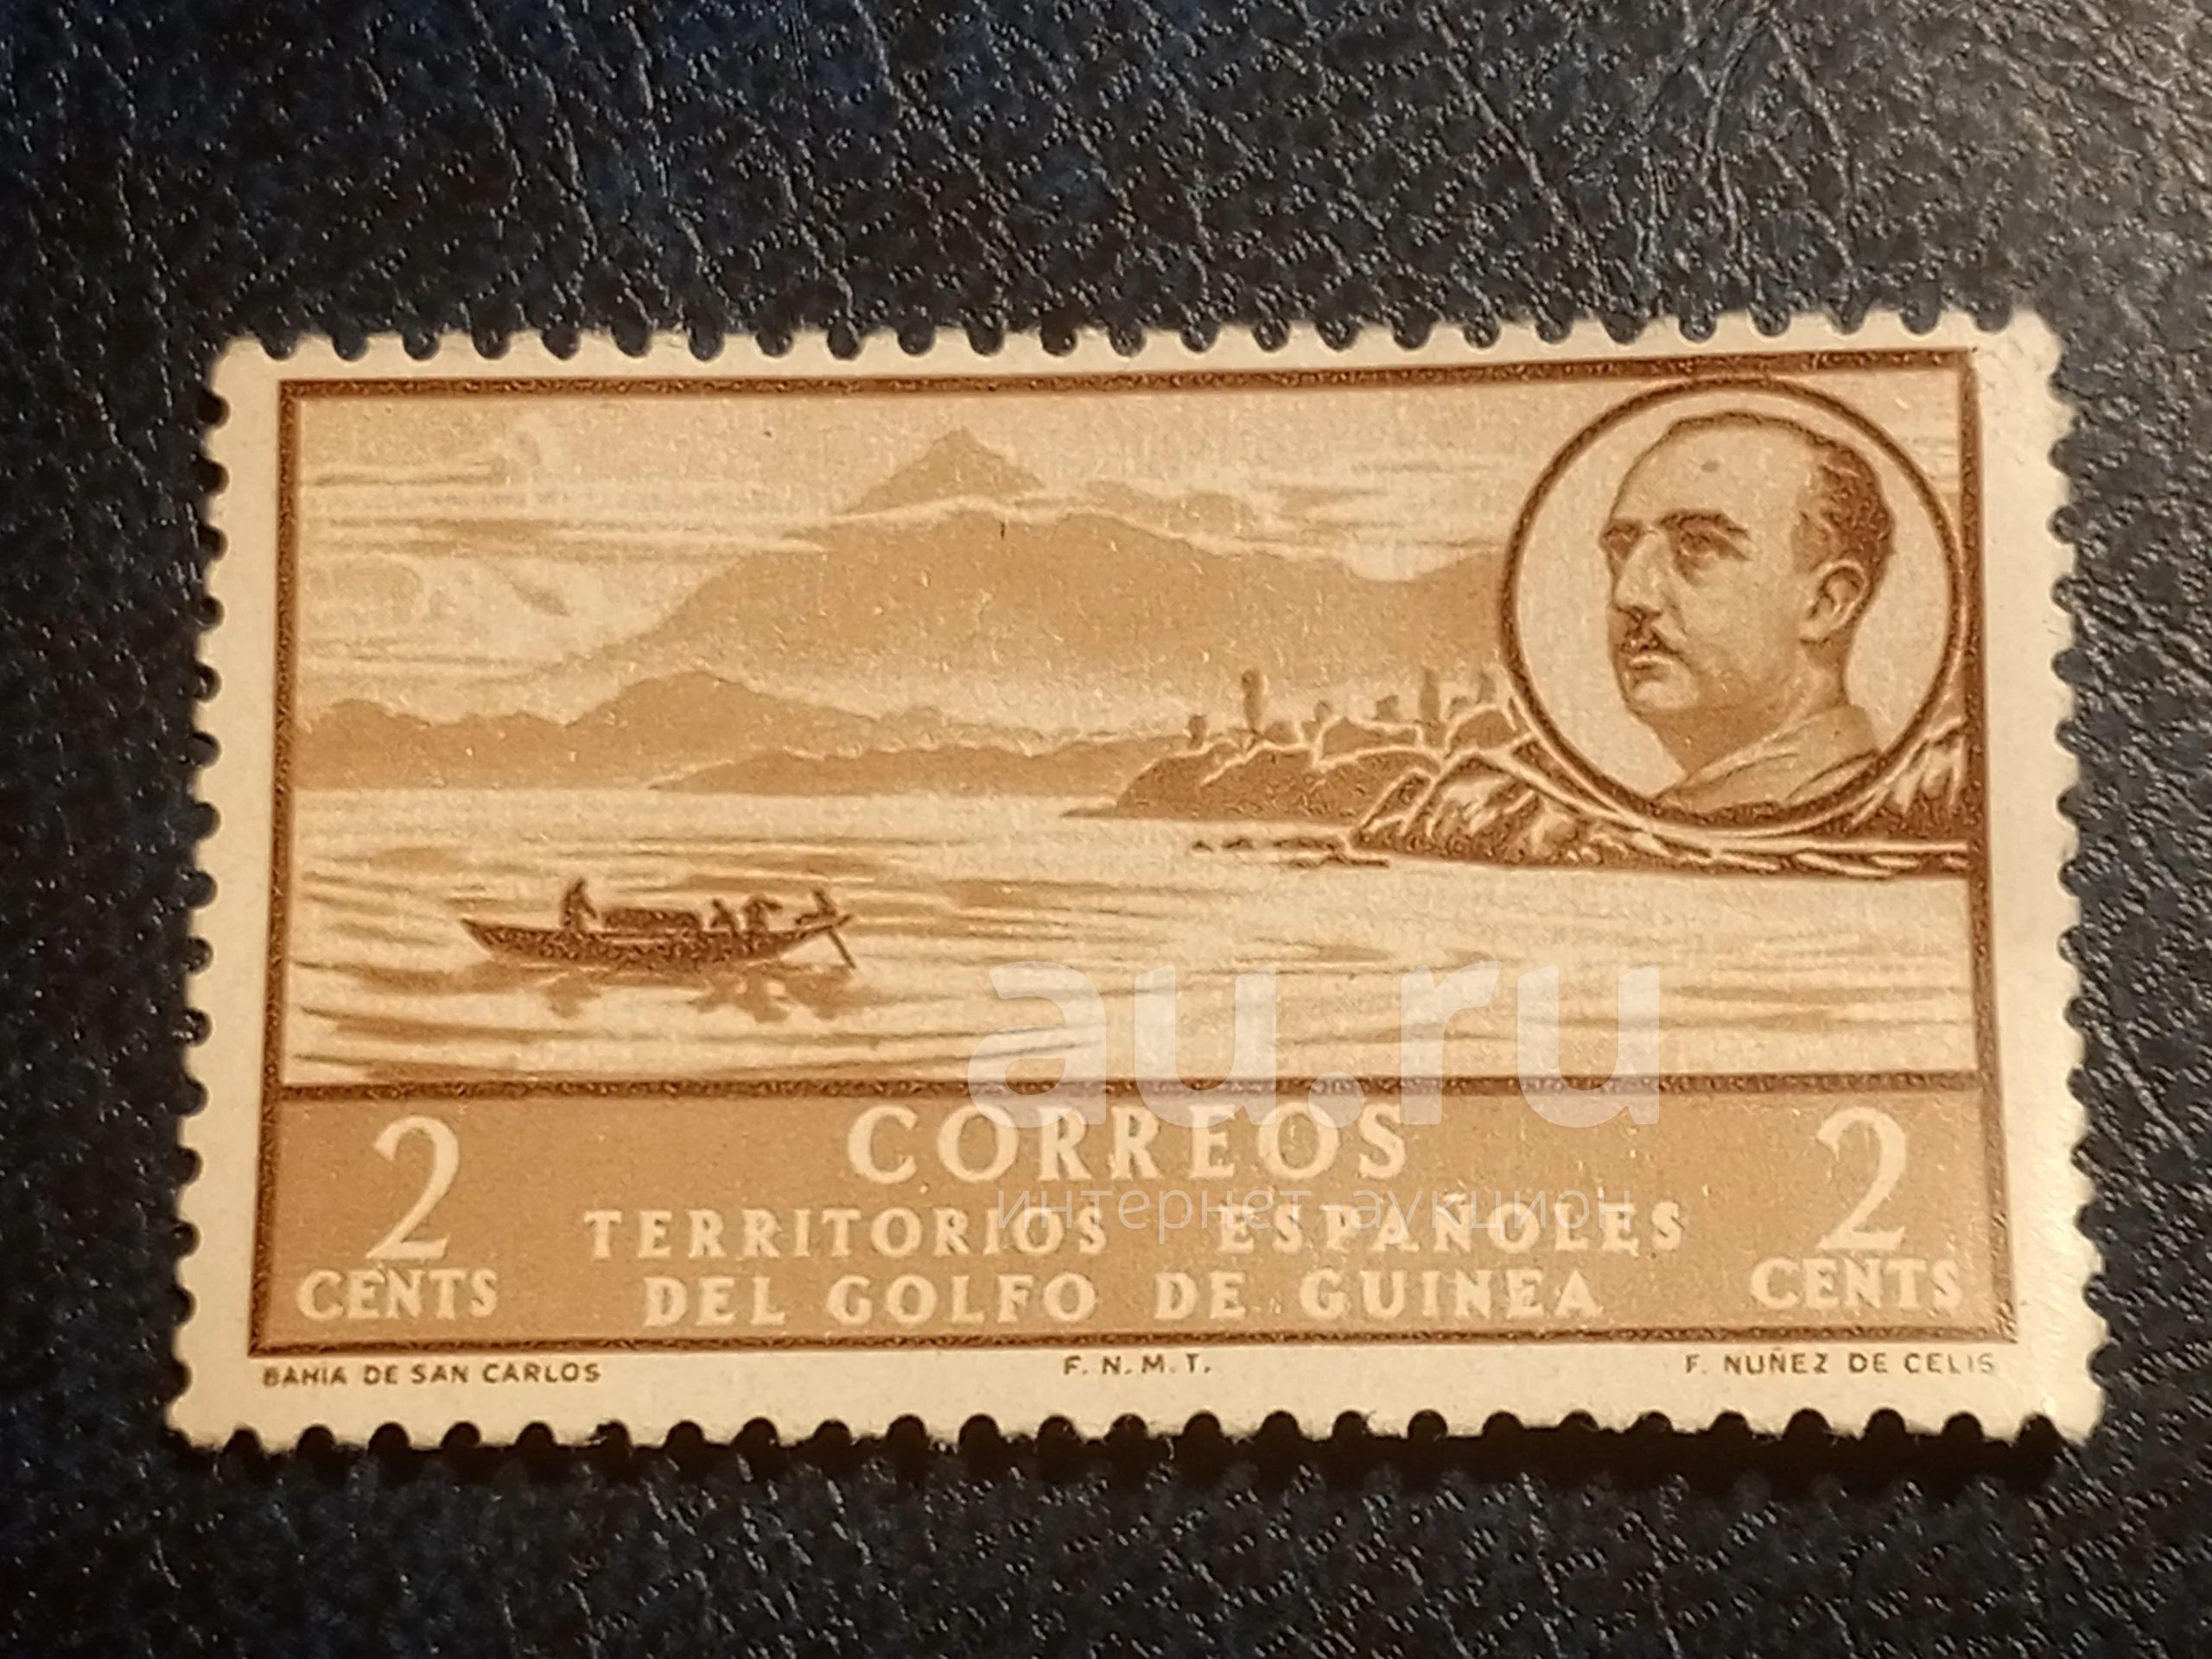 au.ru
CORREOS
интернет аукцион
2 TERRITORIOS ESPAÑOLES 2
CENTS DEL GOLFO DE GUINEA CENTS
BAHIA DE SAN CARLOS F.N.M.T. F. NUÑEZ DE CELIS